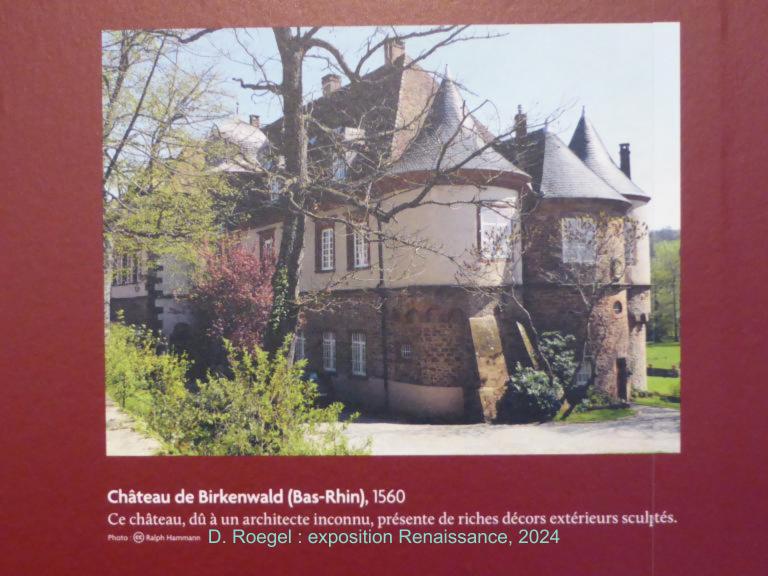 Château de Birkenwald (Bas-Rhin), 1560
Ce château, dû à un architecte inconnu, présente de riches décors extérieurs sculptés.
Photo : cc Ralph Hammann
D. Roegel : exposition Renaissance, 2024